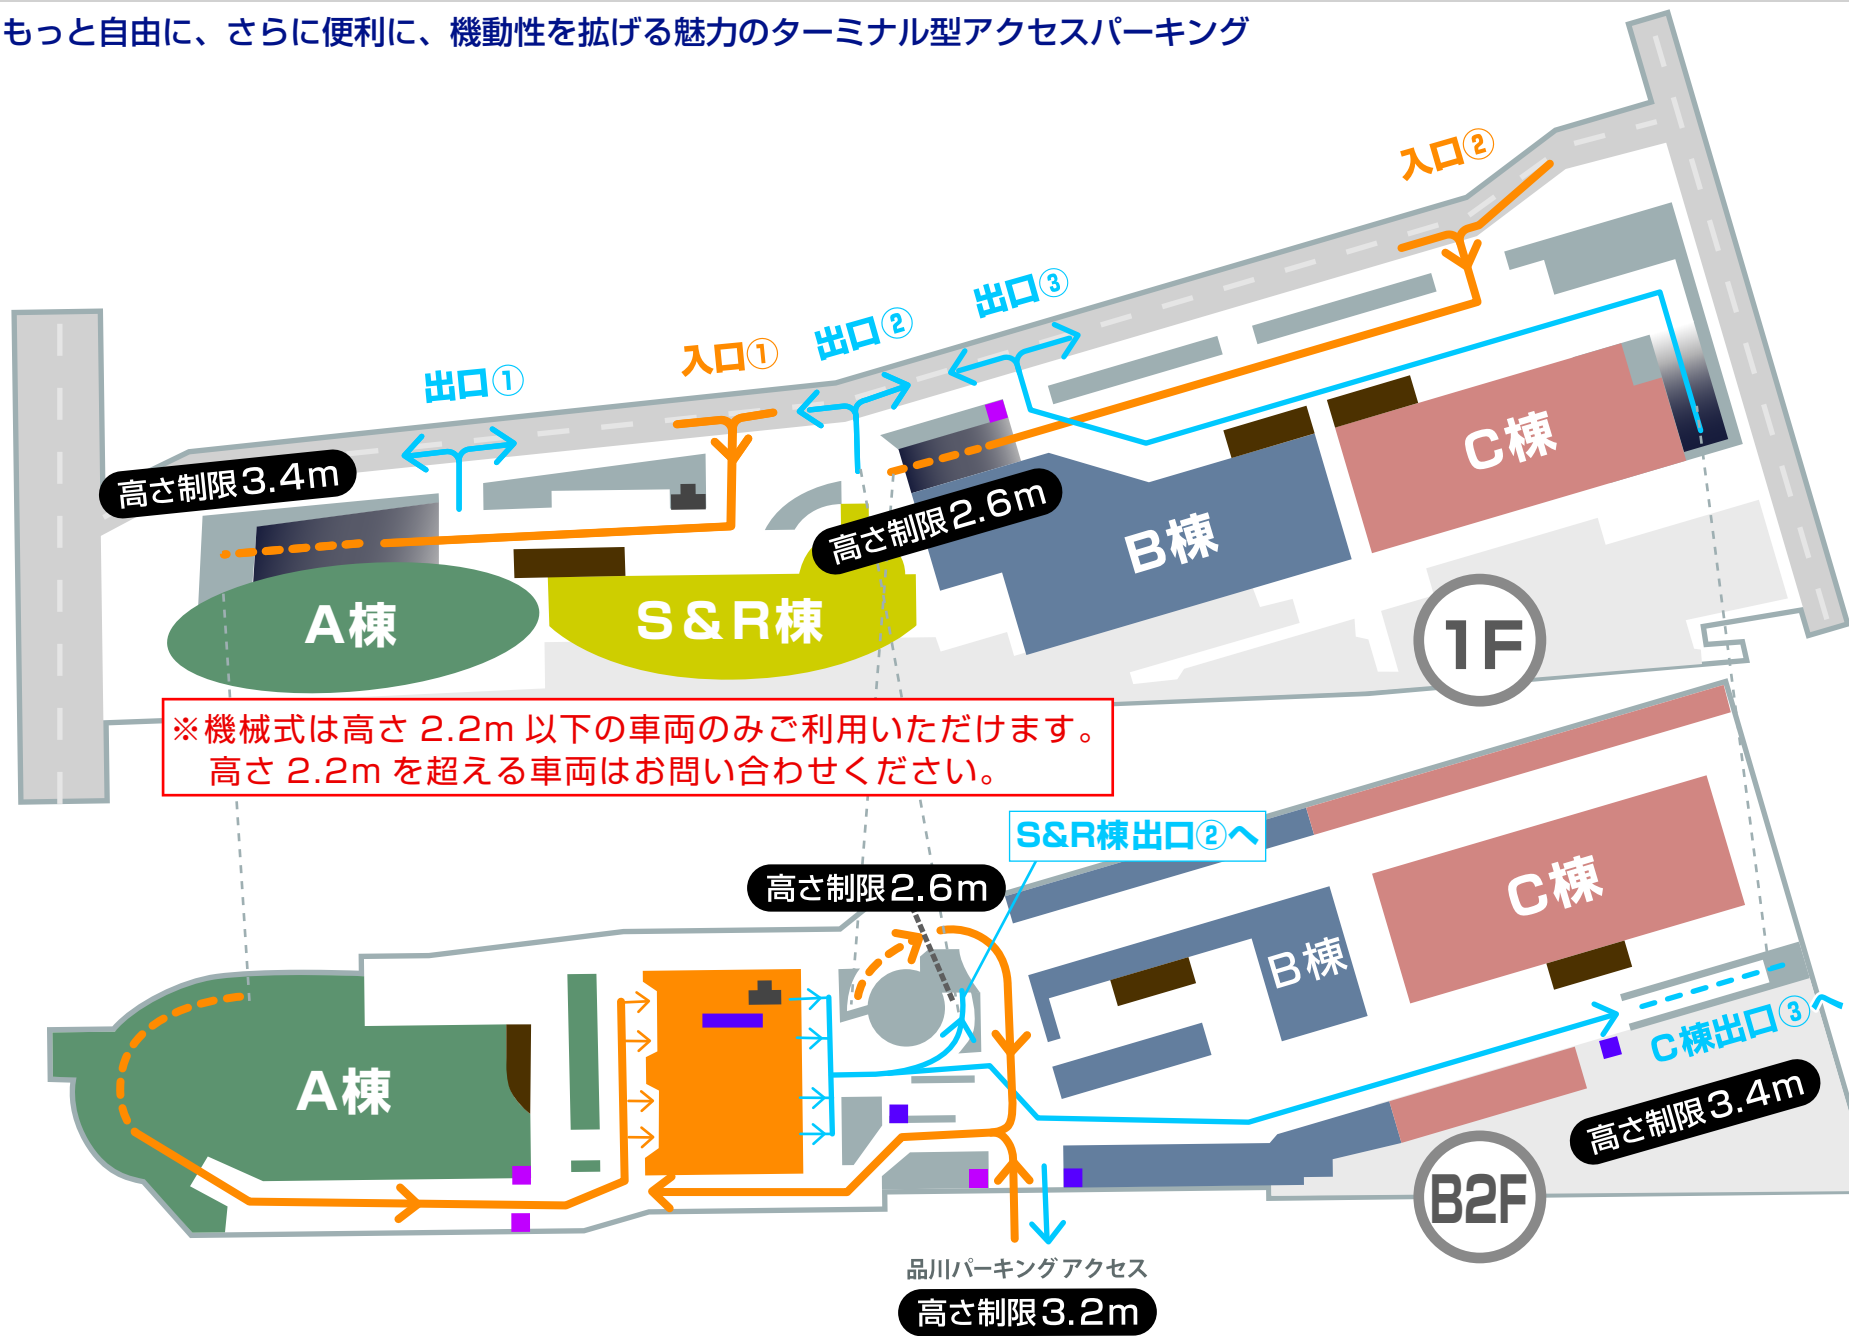 もっと自由に、さらに便利に、機動性を拡げる魅力のターミナル型アクセスパーキング
入口②
出口③
出口②
入口①
出口①
高さ制限3.4m
高さ制限2.6m
C棟
B棟
S&R棟
A棟
1F
※機械式は高さ 2.2m 以下の車両のみご利用いただけます。
高さ 2.2m を超える車両はお問い合わせください。
S&R棟出口②へ
高さ制限2.6m
C棟
B棟
C棟出口③へ
A棟
高さ制限3.4m
B2F
品川パーキングアクセス
高さ制限3.2m